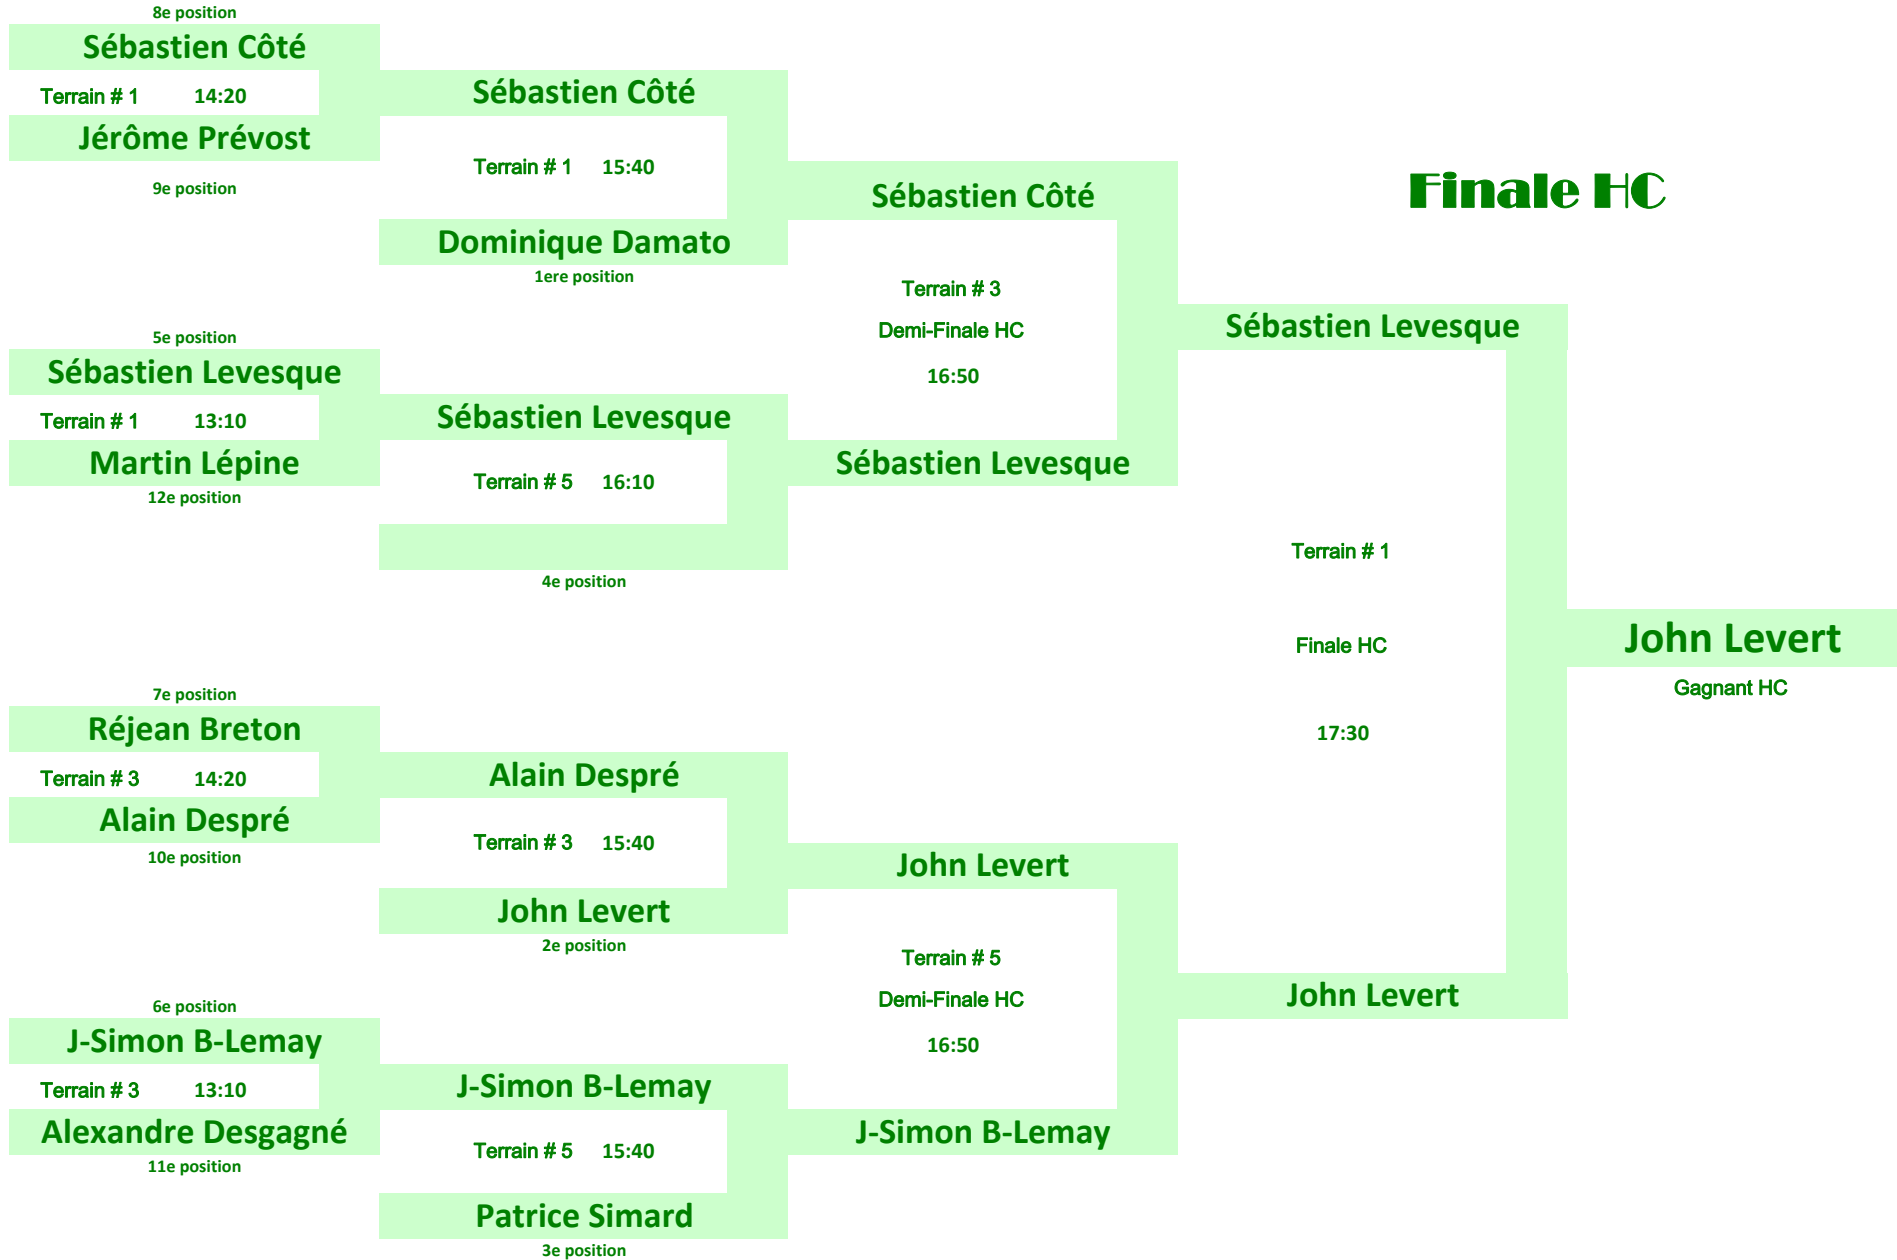 8e position
Sébastien Côté
Terrain # 1 14:20
Jérôme Prévost
9e position
5e position
Sébastien Levesque
Terrain # 1 13:10
Martin Lépine
12e position
7e position
Réjean Breton
Terrain # 3 14:20
Alain Despré
10e position
6e position
J-Simon B-Lemay
Terrain # 3 13:10
Alexandre Desgagné
11e position
Sébastien Côté
Terrain # 1 15:40
Dominique Damato
1ere position
Sébastien Levesque
Terrain # 5 16:10
4e position
Alain Despré
Terrain # 3 15:40
John Levert
2e position
J-Simon B-Lemay
Terrain # 5 15:40
Patrice Simard
3e position
Sébastien Côté
Terrain # 3
Demi-Finale HC
16:50
Sébastien Levesque
John Levert
Terrain # 5
Demi-Finale HC
16:50
J-Simon B-Lemay
Finale HC
Sébastien Levesque
Terrain # 1
Finale HC
17:30
John Levert
John Levert
Gagnant HC